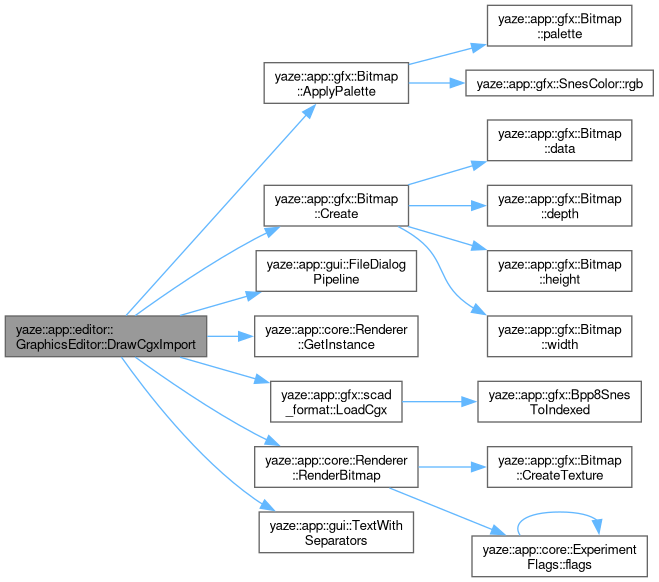 yaze::app::editor::
GraphicsEditor::DrawCgxImport
yaze::app::gfx::Bitmap
::ApplyPalette
yaze::app::gfx::Bitmap
::palette
yaze::app::gfx::SnesColor::rgb
yaze::app::gfx::Bitmap
::Create
yaze::app::gfx::Bitmap
::data
yaze::app::gfx::Bitmap
::depth
yaze::app::gfx::Bitmap
::height
yaze::app::gfx::Bitmap
::width
yaze::app::gui::FileDialog
Pipeline
yaze::app::core::Renderer
::GetInstance
yaze::app::gfx::scad
_format::LoadCgx
yaze::app::gfx::Bpp8Snes
ToIndexed
yaze::app::core::Renderer
::RenderBitmap
yaze::app::gfx::Bitmap
::CreateTexture
yaze::app::core::Experiment
Flags::flags
yaze::app::gui::TextWith
Separators